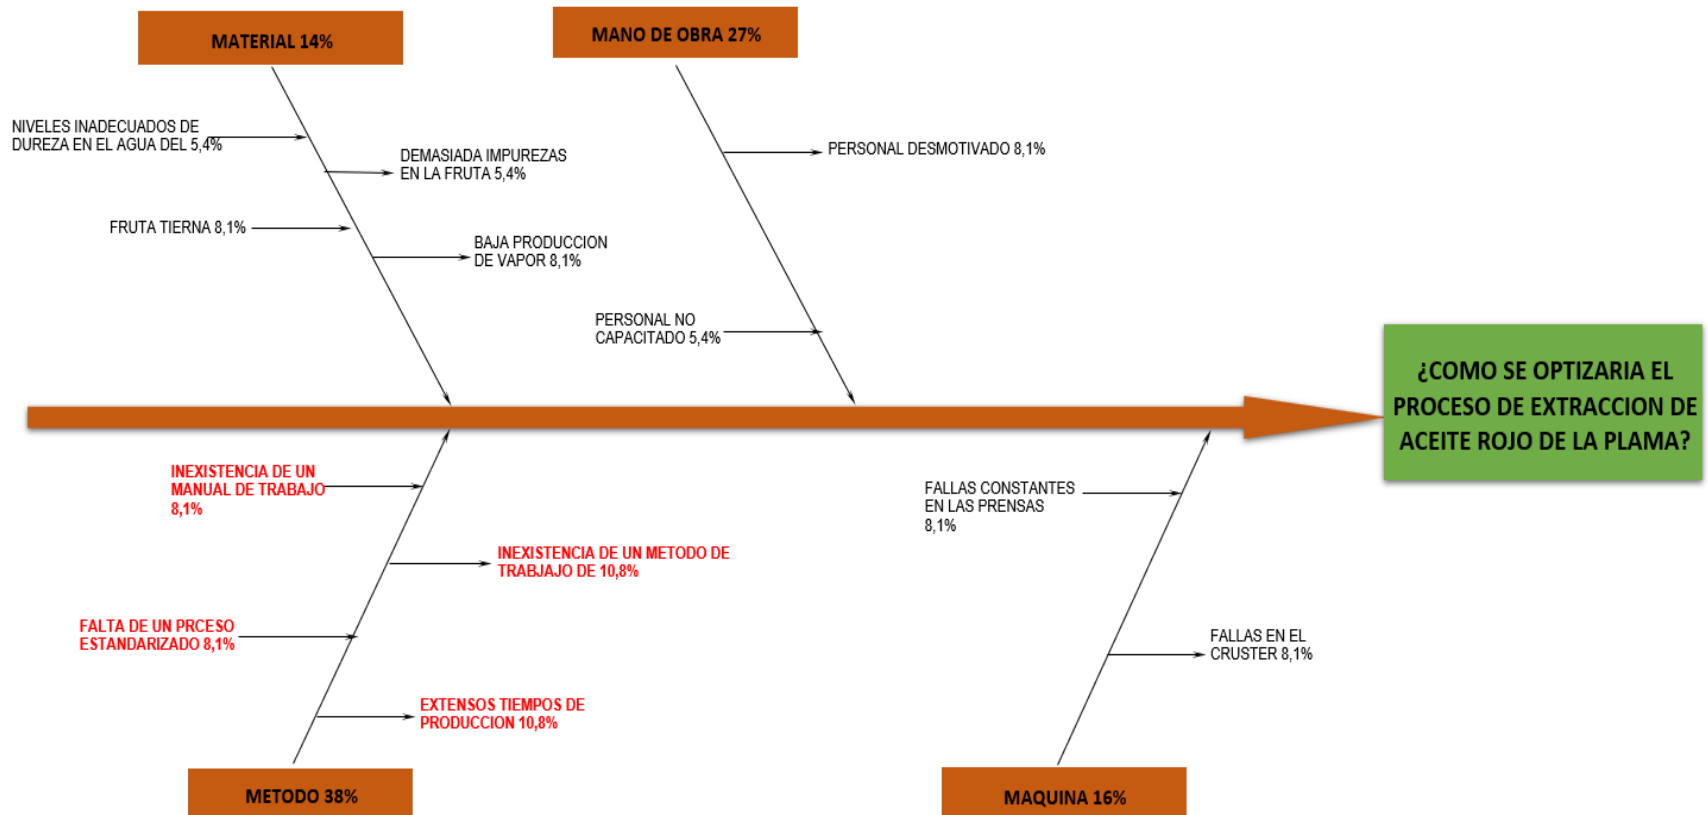 MATERIAL 14%
MANO DE OBRA 27%
NIVELES INADECUADOS DE
DUREZA EN EL AGUA DEL 5,4%
DEMASIADA IMPUREZAS
EN LA FRUTA 5,4%
FRUTA TIERNA 8,1%
BAJA PRODUCCION
DE VAPOR 8,1%
PERSONAL DESMOTIVADO 8,1%
PERSONAL NO
CAPACITADO 5,4%
¿COMO SE OPTIZARIA EL
PROCESO DE EXTRACCION DE
ACEITE ROJO DE LA PLAMA?
INEXISTENCIA DE UN
MANUAL DE TRABAJO
8,1%
INEXISTENCIA DE UN METODO DE
TRABJAJO DE 10,8%
FALTA DE UN PRCESO
ESTANDARIZADO 8,1%
EXTENSOS TIEMPOS DE
PRODUCCION 10,8%
FALLAS CONSTANTES
EN LAS PRENSAS
8,1%
FALLAS EN EL
CRUSTER 8,1%
METODO 38%
MAQUINA 16%